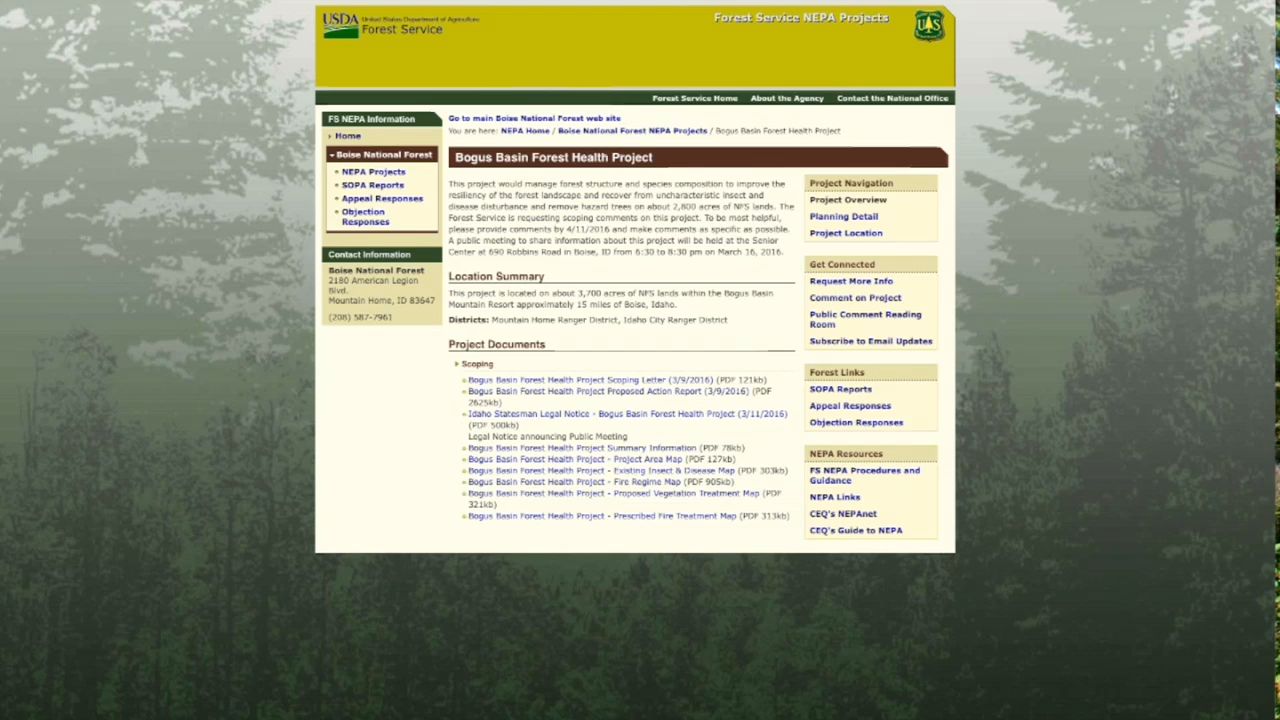 USDA
United States Department of Agriculture
Forest Service
Forest Service NEPA Projects
Forest Service Home About the Agency Contact the National Office
FS NEPA Information
Home
Boise National Forest
NEPA Projects
SOPA Reports
Appeal Responses
Objection
Responses
Contact Information
Boise National Forest
2180 American Legion
Blvd.
Mountain Home, ID 83647
(208) 587-7961
Go to main Boise National Forest web site
You are here: NEPA Home / Boise National Forest NEPA Projects / Bogus Basin Forest Health Project
Bogus Basin Forest Health Project
This project would manage forest structure and species composition to improve the
resiliency of the forest landscape and recover from uncharacteristic insect and
disease disturbance and remove hazard trees on about 2,800 acres of NFS lands. The
Forest Service is requesting scoping comments on this project. To be most helpful,
please provide comments by 4/11/2016 and make comments as specific as possible.
A public meeting to share information about this project will be held at the Senior
Center at 690 Robbins Road in Boise, ID from 6:30 to 8:30 pm on March 16, 2016.
Location Summary
This project is located on about 3,700 acres of NFS lands within the Bogus Basin
Mountain Resort approximately 15 miles of Boise, Idaho.
Districts: Mountain Home Ranger District, Idaho City Ranger District
Project Documents
Scoping
Bogus Basin Forest Health Project Scoping Letter (3/9/2016) (PDF 121kb)
Bogus Basin Forest Health Project Proposed Action Report (3/9/2016) (PDF
2625kb)
Idaho Statesman Legal Notice - Bogus Basin Forest Health Project (3/11/2016)
(PDF 500kb)
Legal Notice announcing Public Meeting
Bogus Basin Forest Health Project Summary Information (PDF 78kb)
Bogus Basin Forest Health Project - Project Area Map (PDF 127kb)
Bogus Basin Forest Health Project - Existing Insect & Disease Map (PDF 303kb)
Bogus Basin Forest Health Project - Fire Regime Map (PDF 905kb)
Bogus Basin Forest Health Project - Proposed Vegetation Treatment Map (PDF
321kb)
Bogus Basin Forest Health Project - Prescribed Fire Treatment Map (PDF 313kb)
Project Navigation
Project Overview
Planning Detail
Project Location
Get Connected
Request More Info
Comment on Project
Public Comment Reading
Room
Subscribe to Email Updates
Forest Links
SOPA Reports
Appeal Responses
Objection Responses
NEPA Resources
FS NEPA Procedures and
Guidance
NEPA Links
CEQ's NEPAnet
CEQ's Guide to NEPA